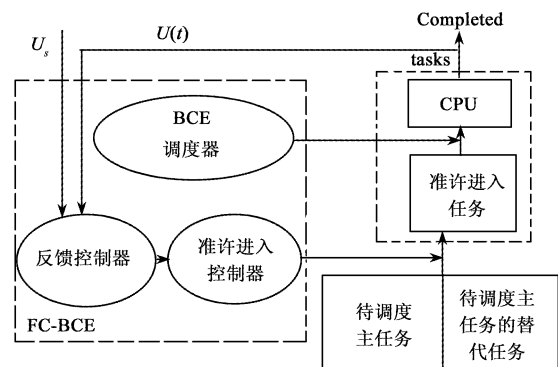 Completed
U_s
U(t)
tasks
BCE
调度器
CPU
准许进入
任务
反馈控制器
准许进入
控制器
FC-BCE
待调度
主任务
待调度主
任务的替
代任务